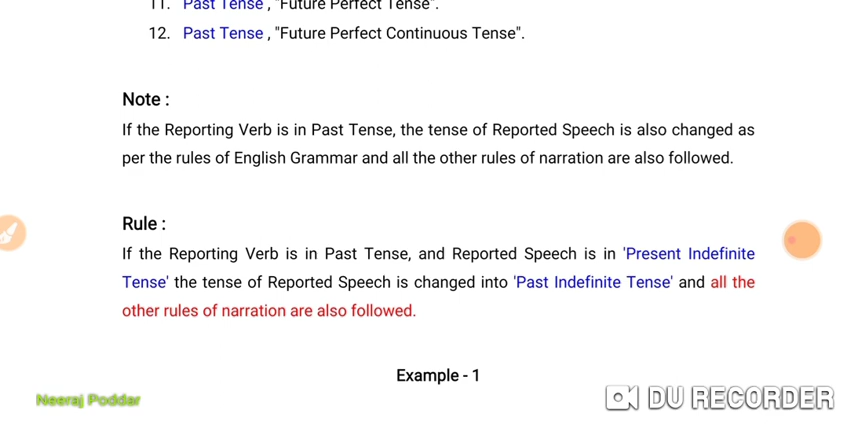 11. Past Tense , "Future Perfect Tense".
12. Past Tense , "Future Perfect Continuous Tense".
Note :
If the Reporting Verb is in Past Tense, the tense of Reported Speech is also changed as
per the rules of English Grammar and all the other rules of narration are also followed.
Rule :
If the Reporting Verb is in Past Tense, and Reported Speech is in 'Present Indefinite
Tense' the tense of Reported Speech is changed into 'Past Indefinite Tense' and all the
other rules of narration are also followed.
Example - 1
Neeraj Poddar
DU RECORDER